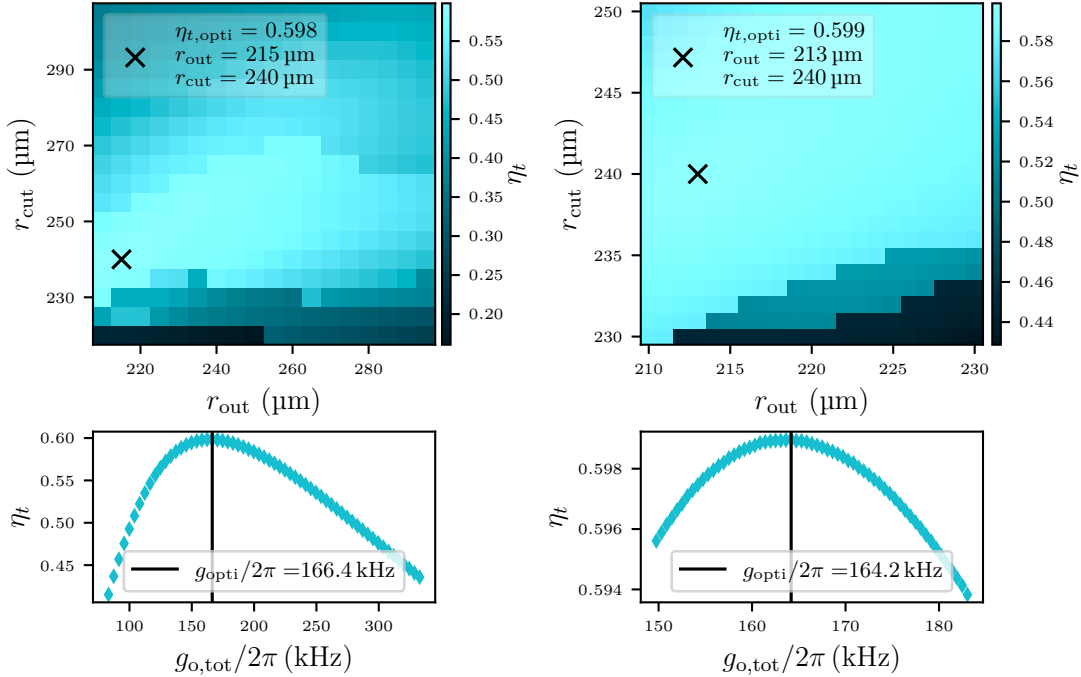 η_{t,opti} = 0.598
r_out = 215 µm
r_cut = 240 µm
290
270
250
230
r_cut (µm)
220 240 260 280
r_out (µm)
0.55
0.50
0.45
0.40
0.35
0.30
0.25
0.20
η_t
η_{t,opti} = 0.599
r_out = 213 µm
r_cut = 240 µm
250
245
240
235
230
r_cut (µm)
210 215 220 225 230
r_out (µm)
0.58
0.56
0.54
0.52
0.50
0.48
0.46
0.44
η_t
0.60
0.55
0.50
0.45
η_t
g_opti/2π =166.4 kHz
100 150 200 250 300
g_{o,tot}/2π (kHz)
0.598
0.596
0.594
η_t
g_opti/2π =164.2 kHz
150 160 170 180
g_{o,tot}/2π (kHz)